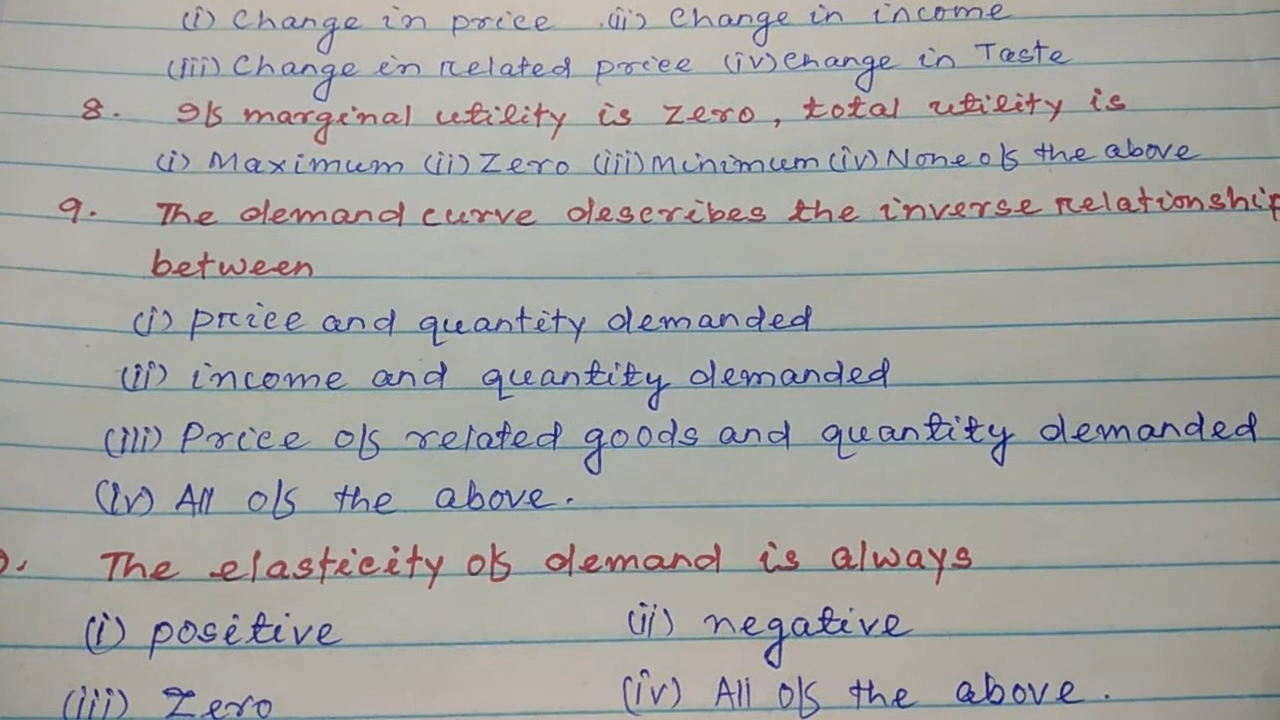 (i) Change in price (ii) Change in income
(iii) Change in related price (iv) change in Taste
8. If marginal utility is zero, total utility is
(i) Maximum (ii) Zero (iii) Minimum (iv) None of the above
9. The demand curve describes the inverse relationship
between
(i) price and quantity demanded
(ii) income and quantity demanded
(iii) Price of related goods and quantity demanded
(iv) All of the above.
The elasticity of demand is always
(i) positive (ii) negative
(iii) Zero (iv) All of the above.